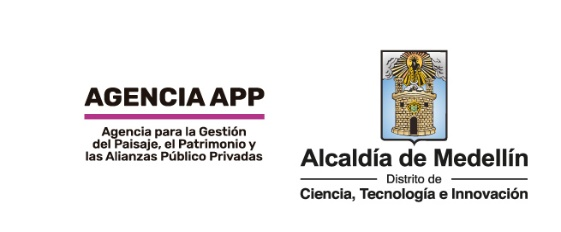 AGENCIA APP
Agencia para la Gestión
del Paisaje, el Patrimonio y
las Alianzas Público Privadas
Alcaldía de Medellín
Distrito de
Ciencia, Tecnología e Innovación